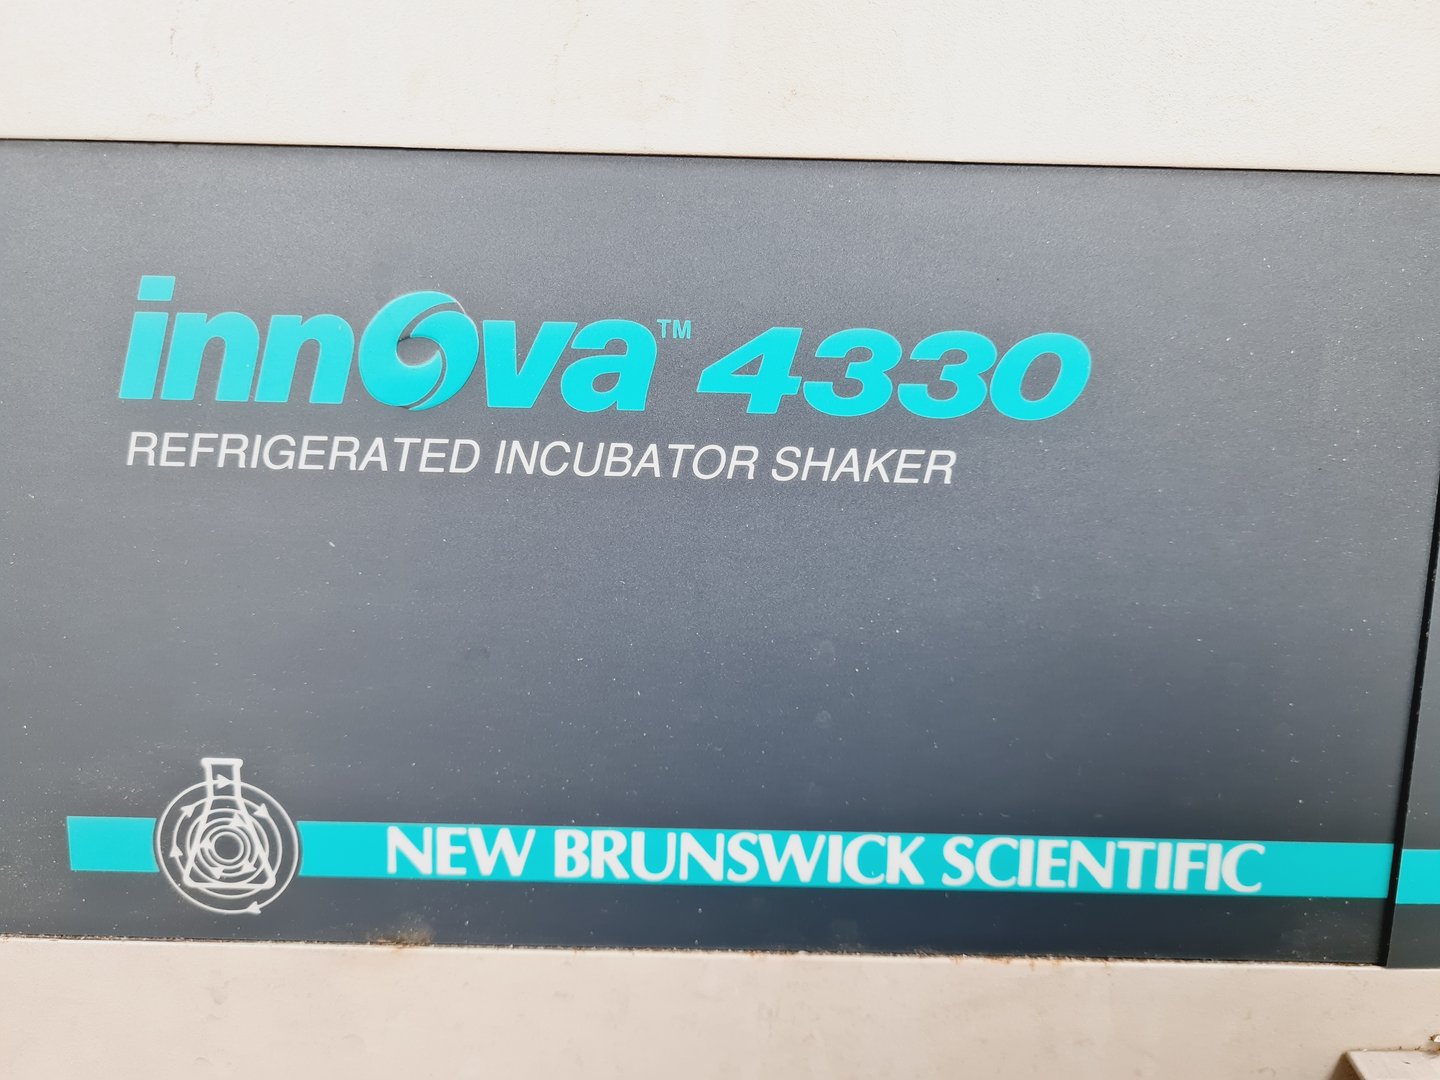 innova™ 4330
REFRIGERATED INCUBATOR SHAKER
NEW BRUNSWICK SCIENTIFIC